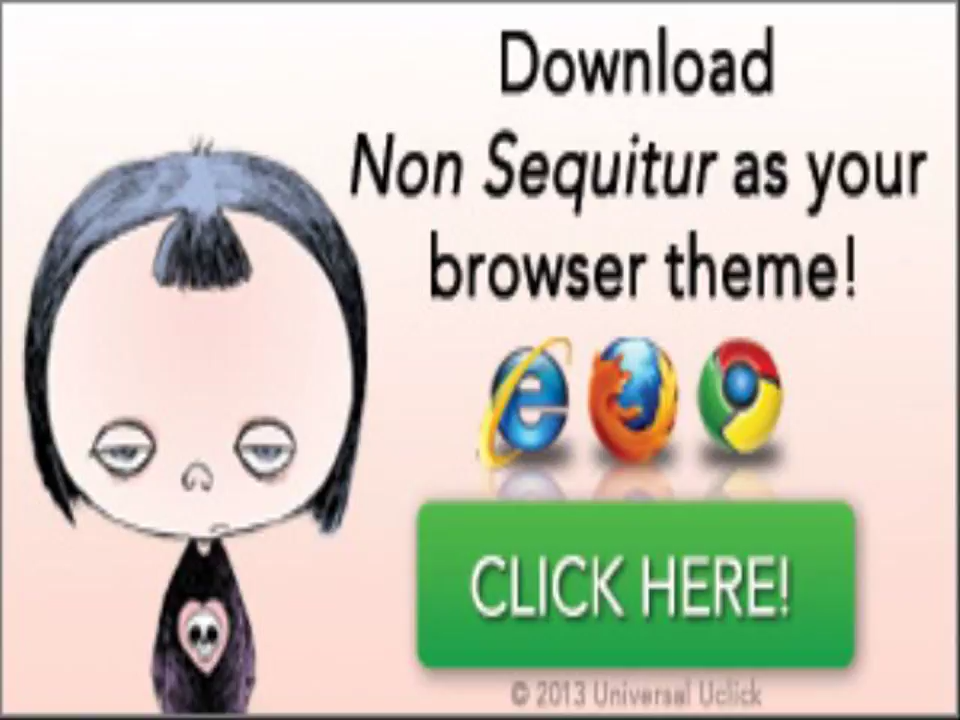 Download
Non Sequitur as your
browser theme!
CLICK HERE!
© 2013 Universal Uclick